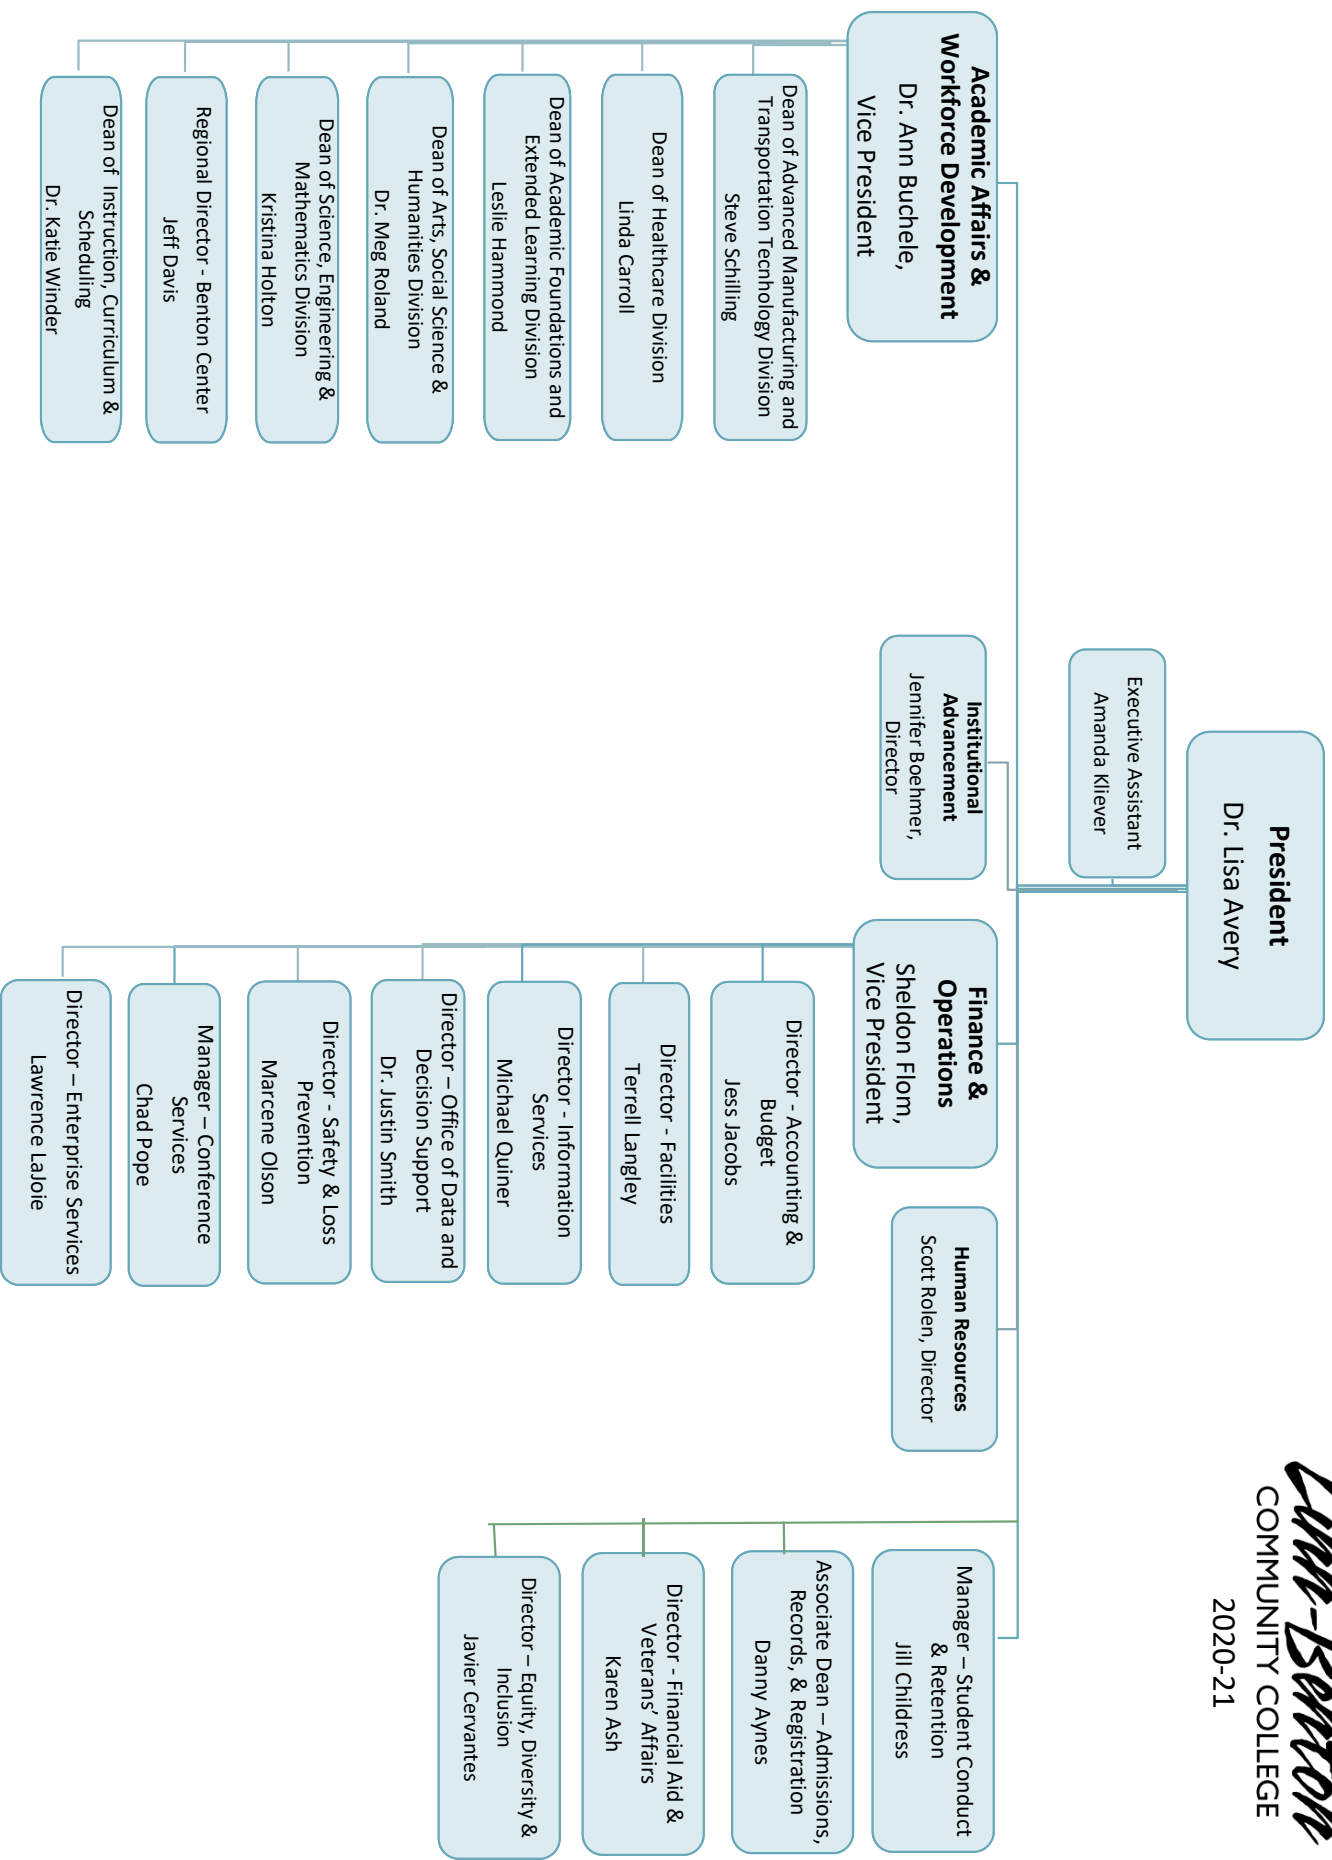 Linn-Benton
COMMUNITY COLLEGE
2020-21
President
Dr. Lisa Avery
Executive Assistant
Amanda Kliever
Academic Affairs &
Workforce Development
Dr. Ann Buchele,
Vice President
Dean of Advanced Manufacturing and
Transportation Technology Division
Steve Schilling
Dean of Healthcare Division
Linda Carroll
Dean of Academic Foundations and
Extended Learning Division
Leslie Hammond
Dean of Arts, Social Science &
Humanities Division
Dr. Meg Roland
Dean of Science, Engineering &
Mathematics Division
Kristina Holton
Regional Director - Benton Center
Jeff Davis
Dean of  Instruction, Curriculum &
Scheduling
Dr. Katie Winder
Institutional
Advancement
Jennifer Boehmer,
Director
Finance &
Operations
Sheldon Flom,
Vice President
Director - Accounting &
Budget
Jess Jacobs
Director - Facilities
Terrell Langley
Director - Information
Services
Michael Quiner
Director – Office of Data and
Decision Support
Dr. Justin Smith
Director - Safety & Loss
Prevention
Marcene Olson
Manager – Conference
Services
Chad Pope
Director – Enterprise Services
Lawrence LaJoie
Human Resources
Scott Rolen, Director
Manager – Student Conduct
& Retention
Jill Childress
Associate Dean – Admissions,
Records, & Registration
Danny Aynes
Director - Financial Aid &
Veterans’ Affairs
Karen Ash
Director – Equity, Diversity &
Inclusion
Javier Cervantes